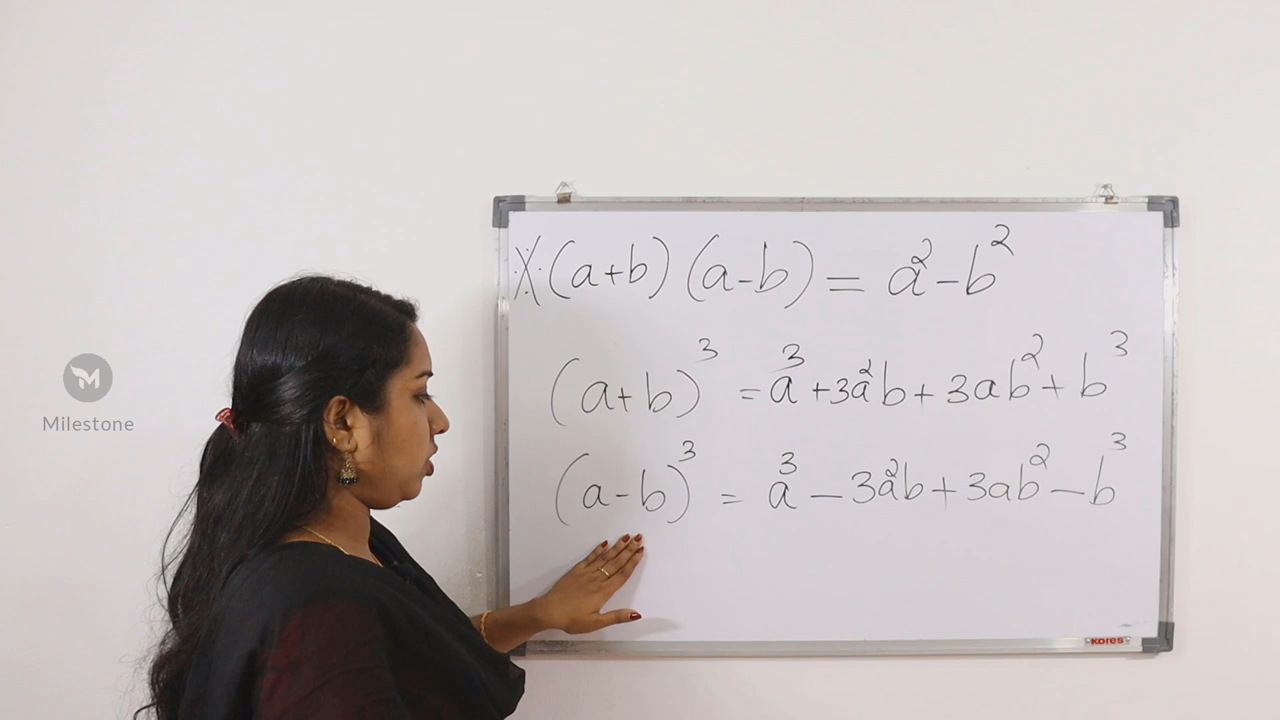 Milestone
※(a+b)(a-b) = a² - b²
(a+b)³ = a³ + 3a²b + 3ab² + b³
(a-b)³ = a³ - 3a²b + 3ab² - b³
KORES